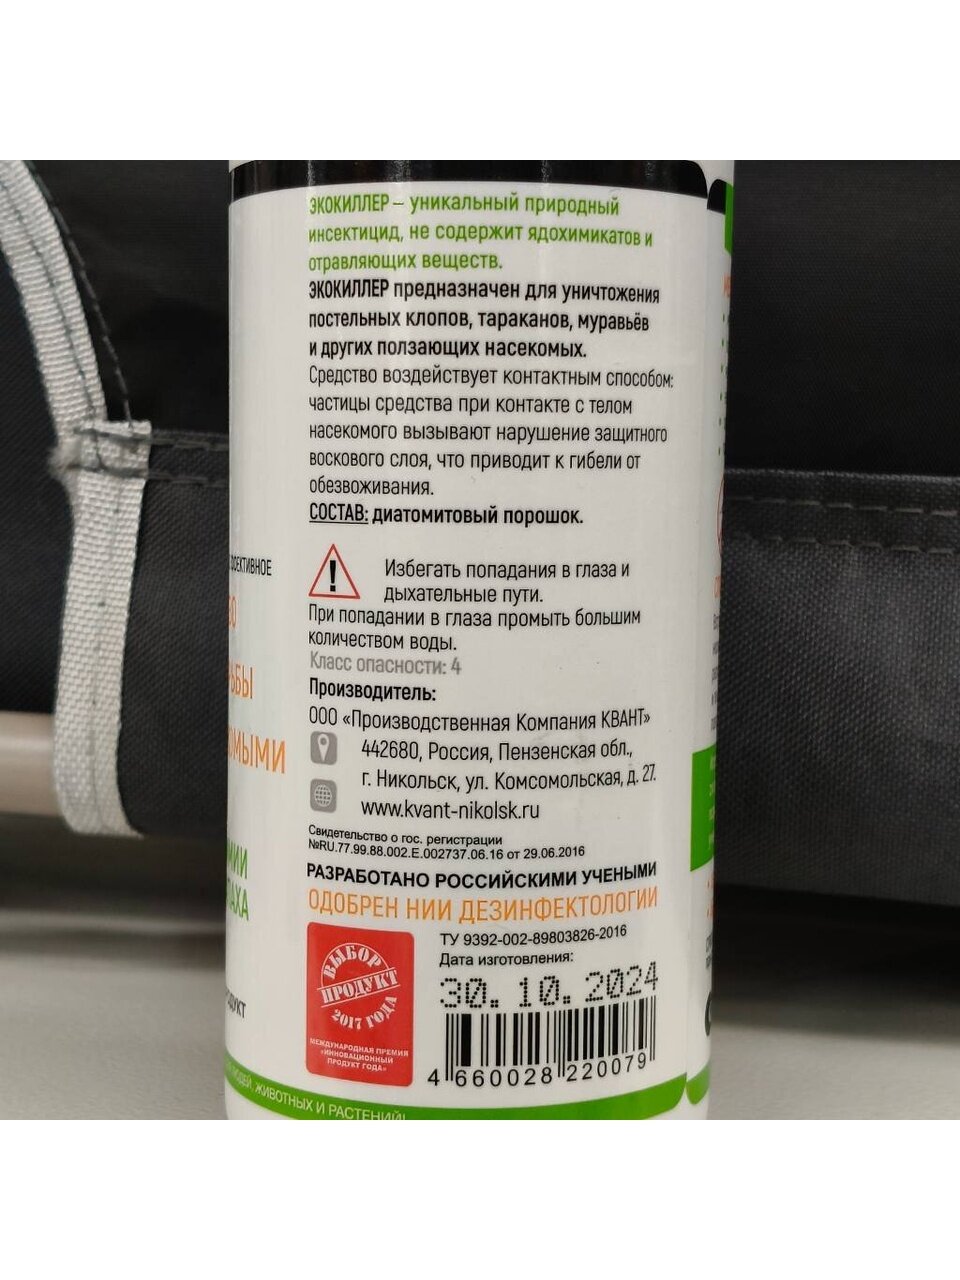 ЭКОКИЛЛЕР – уникальный природный
инсектицид, не содержит ядохимикатов и
отравляющих веществ.
ЭКОКИЛЛЕР предназначен для уничтожения
постельных клопов, тараканов, муравьёв
и других ползающих насекомых.
Средство воздействует контактным способом:
частицы средства при контакте с телом
насекомого вызывают нарушение защитного
воскового слоя, что приводит к гибели от
обезвоживания.
СОСТАВ: диатомитовый порошок.
Избегать попадания в глаза и
дыхательные пути.
При попадании в глаза промыть большим
количеством воды.
Класс опасности: 4
Производитель:
ООО «Производственная Компания КВАНТ»
442680, Россия, Пензенская обл.,
г. Никольск, ул. Комсомольская, д. 27.
www.kvant-nikolsk.ru
Свидетельство о гос. регистрации
№RU.77.99.88.002.Е.002737.06.16 от 29.06.2016
РАЗРАБОТАНО РОССИЙСКИМИ УЧЕНЫМИ
ОДОБРЕН НИИ ДЕЗИНФЕКТОЛОГИИ
ТУ 9392-002-89803826-2016
Дата изготовления:
30.10.2024
4 660028 220079
ВЫБОР
ПРОДУКТ
2017 ГОДА
МЕЖДУНАРОДНАЯ ПРЕМИЯ
«ИННОВАЦИОННЫЙ
ПРОДУКТ ГОДА»
ЖИВОТНЫХ И РАСТЕНИЙ!